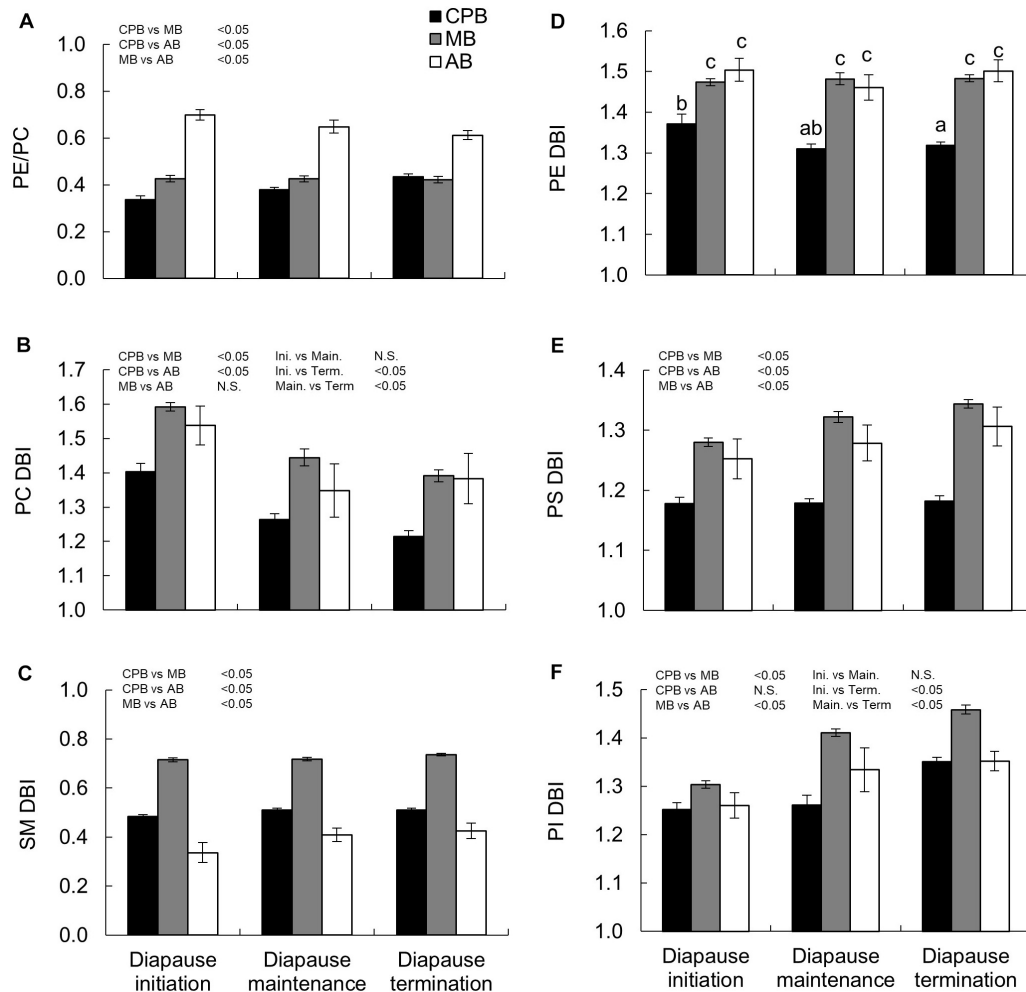 A
CPB vs MB <0.05
CPB vs AB <0.05
MB vs AB <0.05
CPB
MB
AB
PE/PC
1.0
0.8
0.6
0.4
0.2
0.0
D
PE DBI
1.6
1.5
1.4
1.3
1.2
1.1
1.0
b c c
ab c c
a c c
B
CPB vs MB <0.05 Ini. vs Main. N.S.
CPB vs AB <0.05 Ini. vs Term. <0.05
MB vs AB N.S. Main. vs Term <0.05
PC DBI
1.7
1.6
1.5
1.4
1.3
1.2
1.1
1.0
E
CPB vs MB <0.05
CPB vs AB <0.05
MB vs AB <0.05
PS DBI
1.4
1.3
1.2
1.1
1.0
C
CPB vs MB <0.05
CPB vs AB <0.05
MB vs AB <0.05
SM DBI
1.0
0.8
0.6
0.4
0.2
0.0
Diapause
initiation
Diapause
maintenance
Diapause
termination
F
CPB vs MB <0.05 Ini. vs Main. N.S.
CPB vs AB N.S. Ini. vs Term. <0.05
MB vs AB <0.05 Main. vs Term <0.05
PI DBI
1.5
1.4
1.3
1.2
1.1
1.0
Diapause
initiation
Diapause
maintenance
Diapause
termination